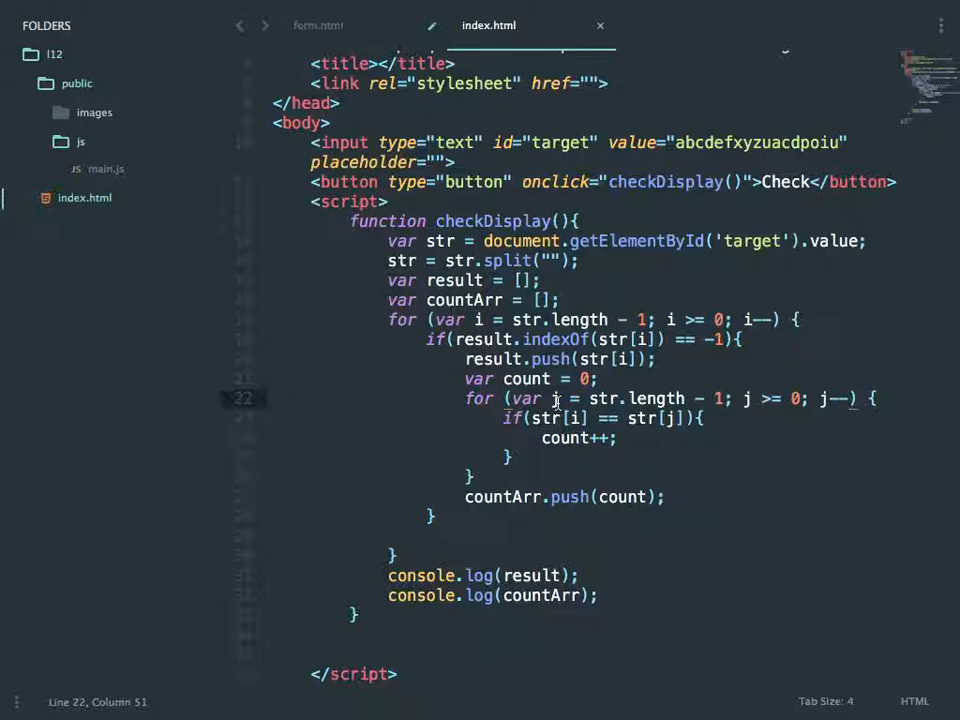 FOLDERS
l12
public
images
js
JS main.js
index.html
form.html
index.html
<title></title>
<link rel="stylesheet" href="">
</head>
<body>
<input type="text" id="target" value="abcdefxyzuacdpoiu"
placeholder="">
<button type="button" onclick="checkDisplay()">Check</button>
<script>
function checkDisplay(){
var str = document.getElementById('target').value;
str = str.split("");
var result = [];
var countArr = [];
for (var i = str.length - 1; i >= 0; i--) {
if(result.indexOf(str[i]) == -1){
result.push(str[i]);
var count = 0;
22 for (var j = str.length - 1; j >= 0; j--) {
if(str[i] == str[j]){
count++;
}
}
countArr.push(count);
}
}
console.log(result);
console.log(countArr);
}
</script>
Line 22, Column 51
Tab Size: 4
HTML